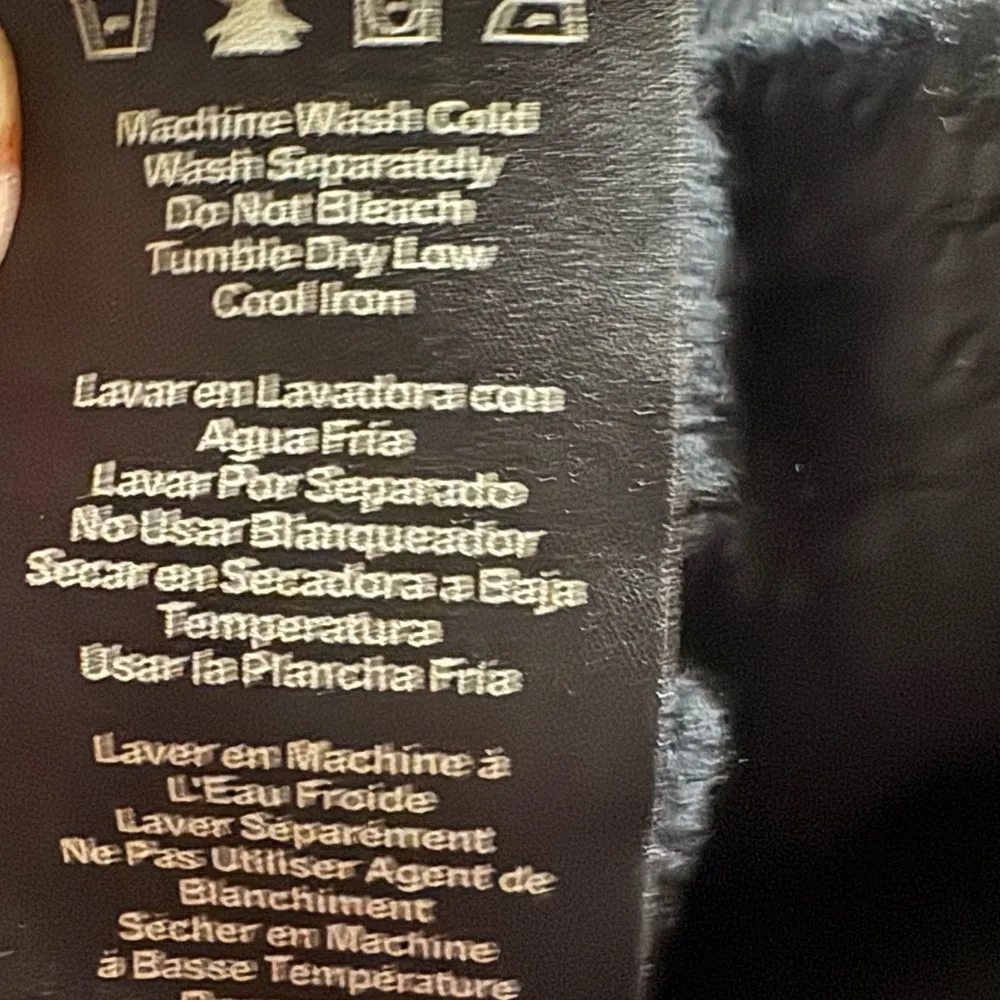 Machine Wash Cold
Wash Separately
Do Not Bleach
Tumble Dry Low
Cool Iron
Lavar en Lavadora con
Agua Fría
Lavar Por Separado
No Usar Blanqueador
Secar en Secadora a Baja
Temperatura
Usar la Plancha Fría
Laver en Machine à
L'Eau Froide
Laver Séparément
Ne Pas Utiliser Agent de
Blanchiment
Sécher en Machine
à Basse Température